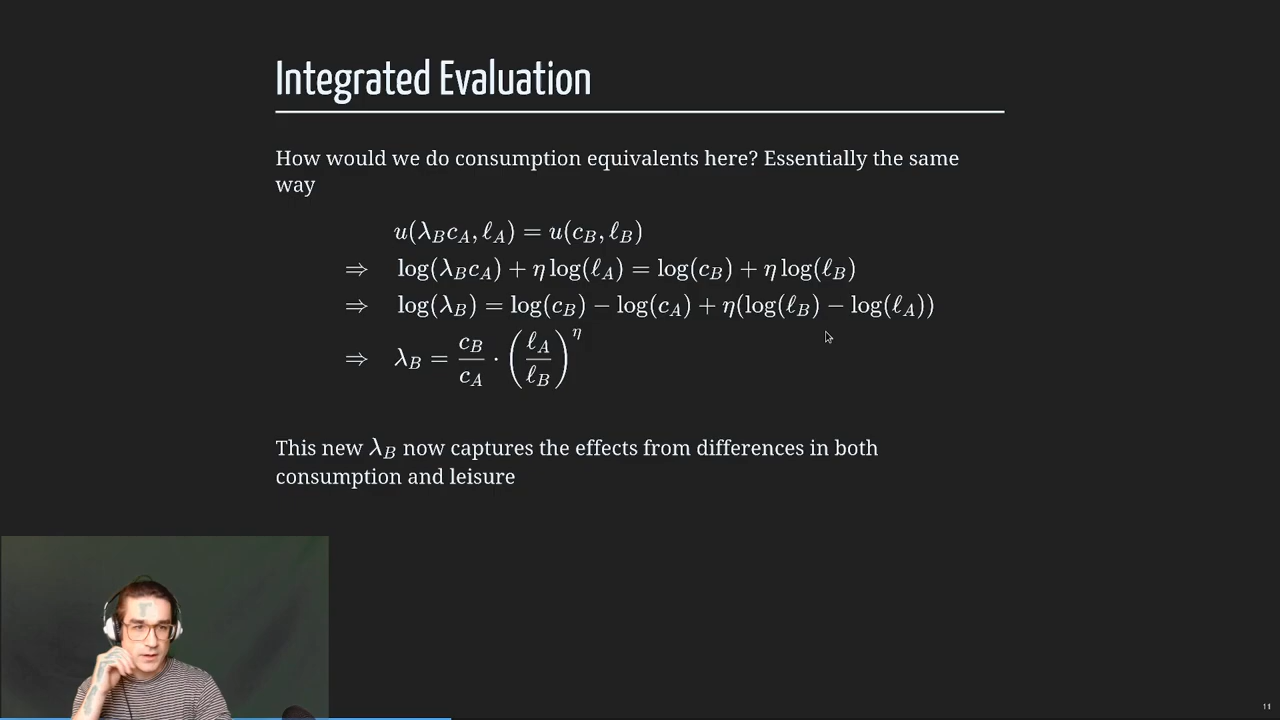 Integrated Evaluation
How would we do consumption equivalents here? Essentially the same
way
u(λ_B c_A, ℓ_A) = u(c_B, ℓ_B)
⇒ log(λ_B c_A) + η log(ℓ_A) = log(c_B) + η log(ℓ_B)
⇒ log(λ_B) = log(c_B) − log(c_A) + η(log(ℓ_B) − log(ℓ_A))
⇒ λ_B = c_B/c_A · (ℓ_A/ℓ_B)^η
This new λ_B now captures the effects from differences in both
consumption and leisure
11